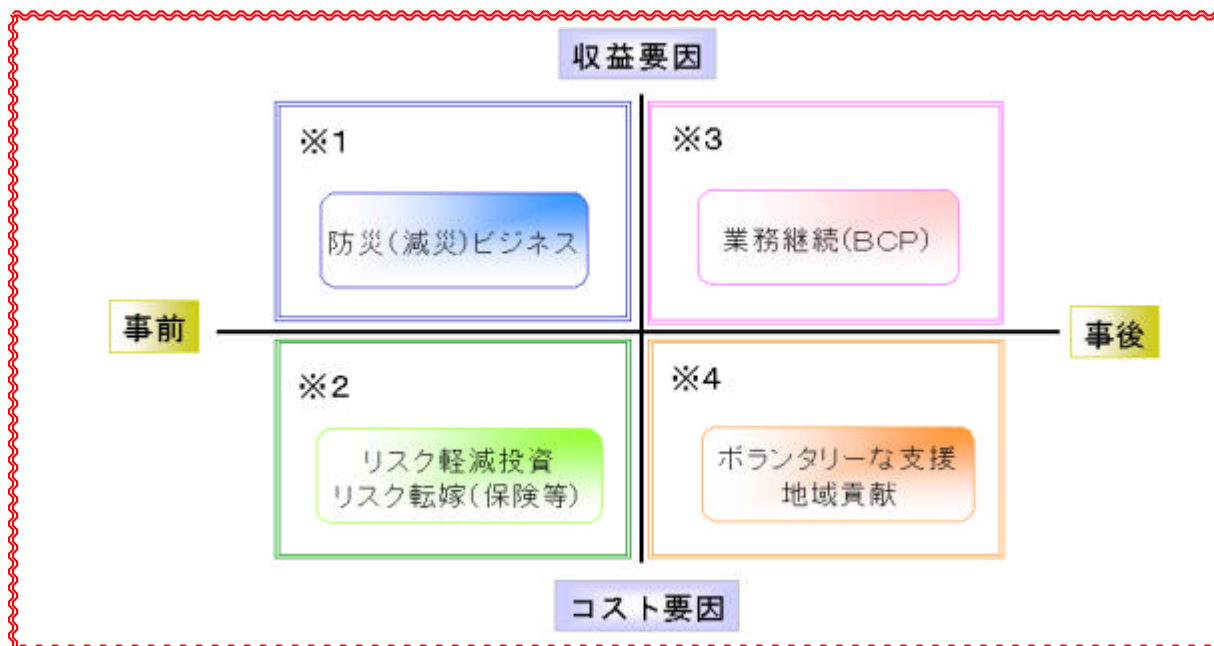 収益要因
※1
防災(減災)ビジネス
※3
業務継続(BCP)
事前
事後
※2
リスク軽減投資
リスク転嫁(保険等)
※4
ボランタリーな支援
地域貢献
コスト要因